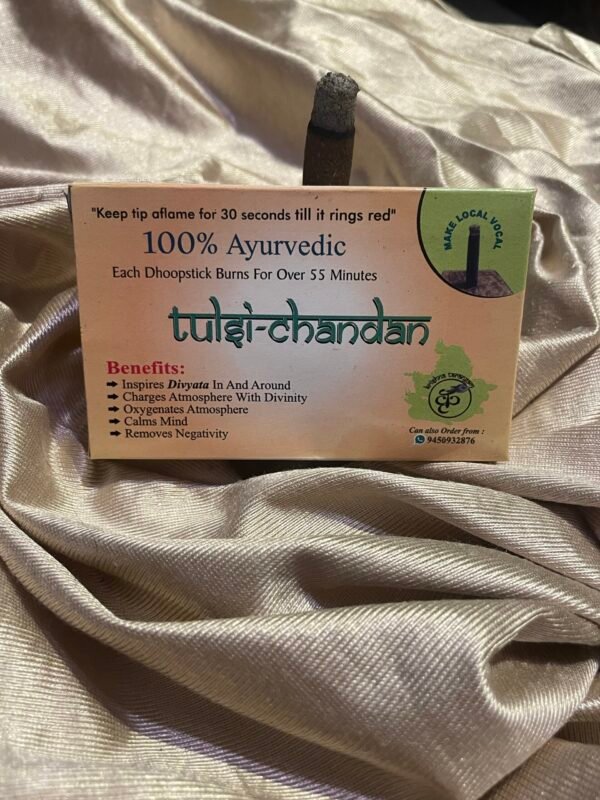 "Keep tip aflame for 30 seconds till it rings red"
100% Ayurvedic
Each Dhoopstick Burns For Over 55 Minutes
MAKE LOCAL VOCAL
tulsi-chandan
Benefits:
➡ Inspires Divyata In And Around
➡ Charges Atmosphere With Divinity
➡ Oxygenates Atmosphere
➡ Calms Mind
➡ Removes Negativity
krishna
Can also Order from :
9450932876